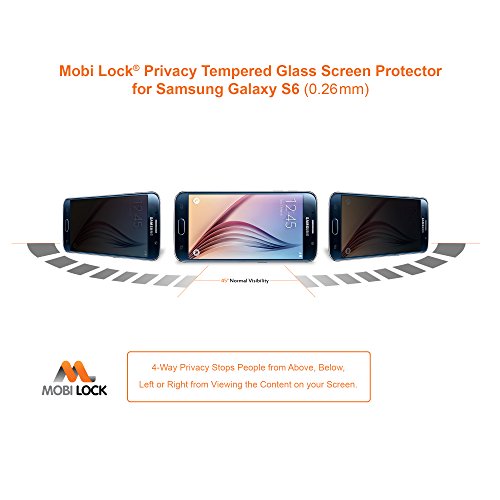 Mobi Lock® Privacy Tempered Glass Screen Protector
for Samsung Galaxy S6 (0.26mm)
12:45
SAMSUNG
12:45
SAMSUNG
SAMSUNG
45° Normal Visibility
4-Way Privacy Stops People from Above, Below,
Left or Right from Viewing the Content on your Screen.
MOBI LOCK